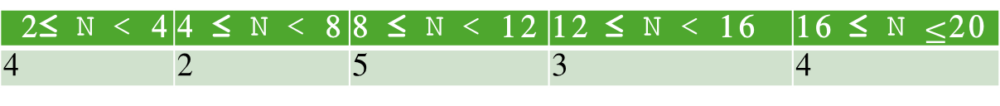 2≤ N < 4 4 ≤ N < 8 8 ≤ N < 12 12 ≤ N < 16 16 ≤ N ≤20
4 2 5 3 4